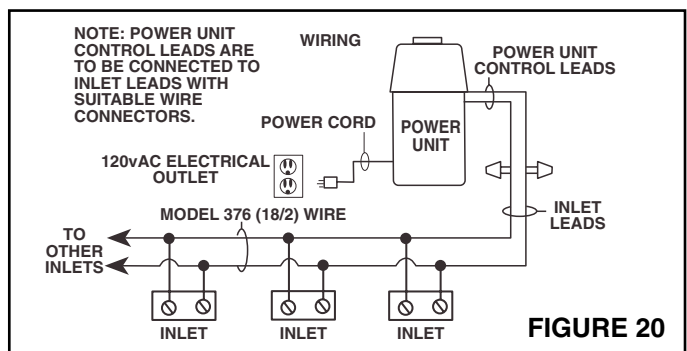 NOTE: POWER UNIT
CONTROL LEADS ARE
TO BE CONNECTED TO
INLET LEADS WITH
SUITABLE WIRE
CONNECTORS.
WIRING
POWER UNIT
CONTROL LEADS
POWER CORD
POWER
UNIT
120vAC ELECTRICAL
OUTLET
MODEL 376 (18/2) WIRE
INLET
LEADS
TO
OTHER
INLETS
INLET
INLET
INLET
FIGURE 20